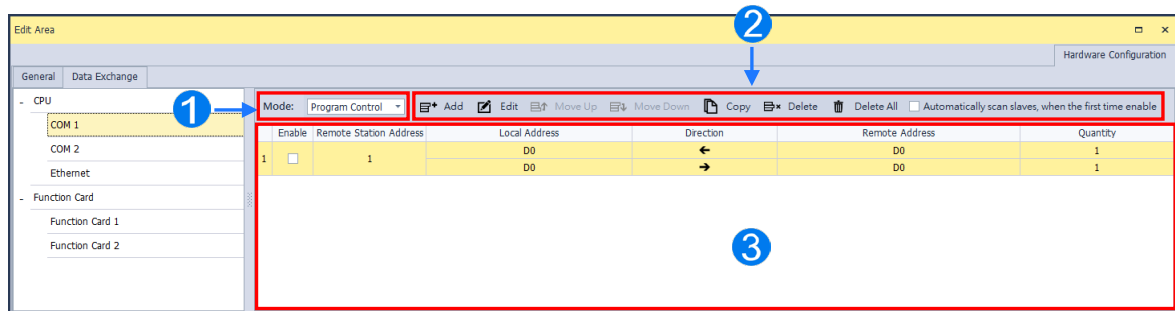 Edit Area
2
Hardware Configuration
General Data Exchange
- CPU
1
Mode: Program Control Add Edit Move Up Move Down Copy Delete Delete All Automatically scan slaves, when the first time enable
COM 1
Enable Remote Station Address Local Address Direction Remote Address Quantity
COM 2
1 1 D0 ← D0 1
D0 → D0 1
Ethernet
- Function Card
Function Card 1
Function Card 2
3